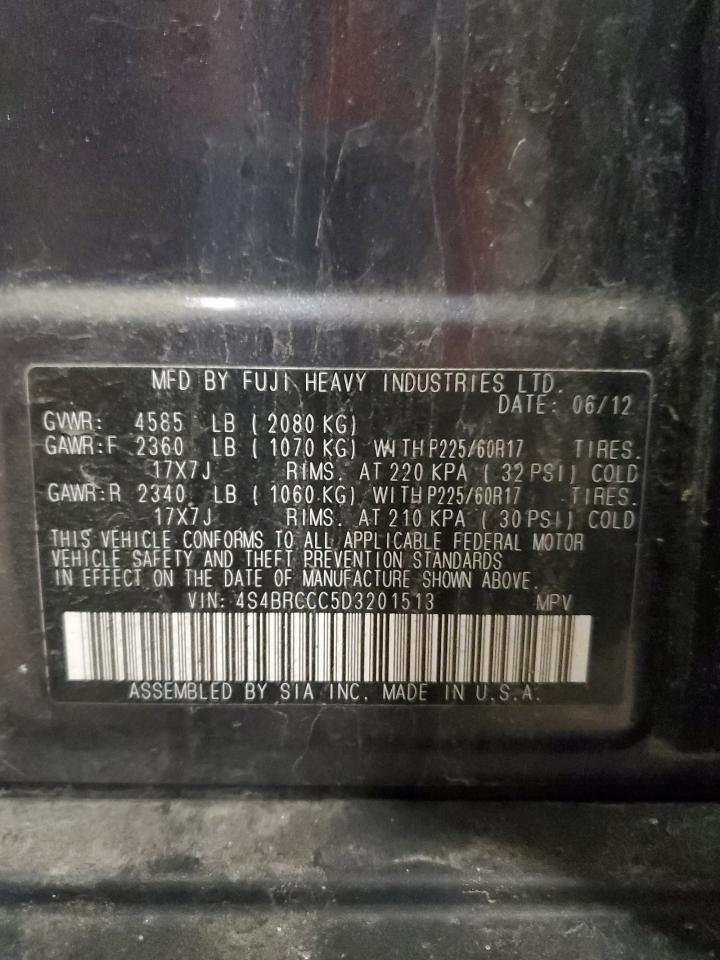 MFD BY FUJI HEAVY INDUSTRIES LTD.
DATE: 06/12
GVWR: 4585 LB ( 2080 KG)
GAWR:F 2360 LB ( 1070 KG) WITH P225/60R17 TIRES.
17X7J RIMS. AT 220 KPA ( 32 PSI) COLD
GAWR:R 2340 LB ( 1060 KG) WITH P225/60R17 TIRES.
17X7J RIMS. AT 210 KPA ( 30 PSI) COLD
THIS VEHICLE CONFORMS TO ALL APPLICABLE FEDERAL MOTOR
VEHICLE SAFETY AND THEFT PREVENTION STANDARDS
IN EFFECT ON THE DATE OF MANUFACTURE SHOWN ABOVE.
VIN: 4S4BRCCC5D3201513 MPV
ASSEMBLED BY SIA INC. MADE IN U.S.A.